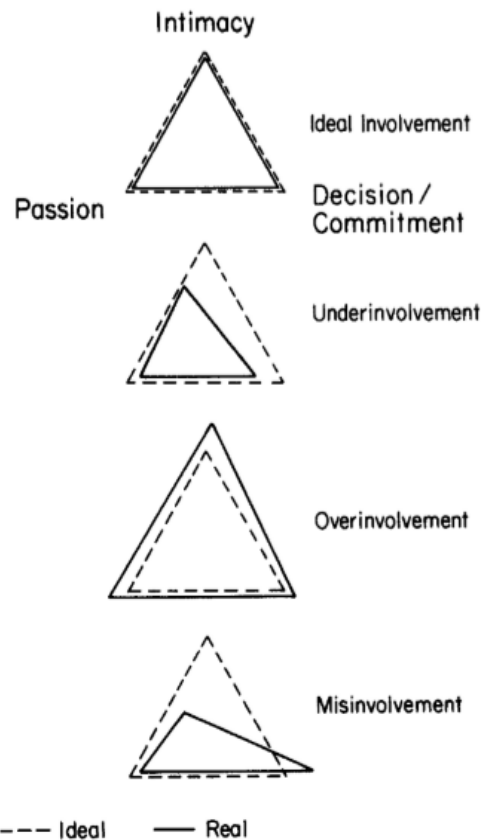 Intimacy
Ideal Involvement
Passion
Decision /
Commitment
Underinvolvement
Overinvolvement
Misinvolvement
Ideal
Real